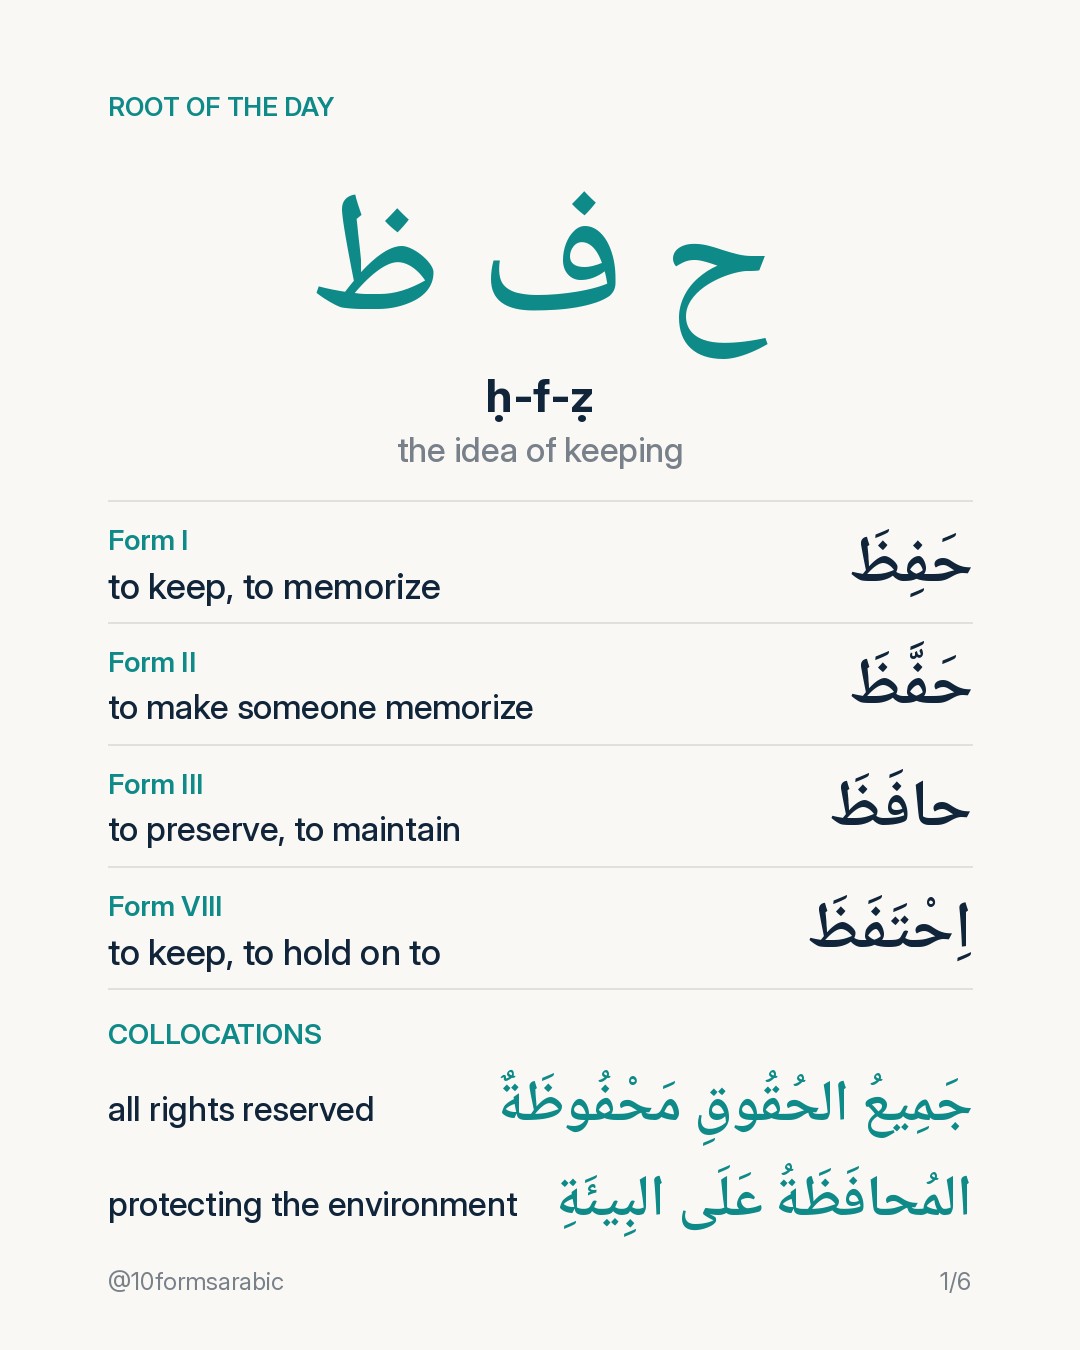 ROOT OF THE DAY
ح ف ظ
ḥ-f-ẓ
the idea of keeping
Form I
to keep, to memorize
حَفِظَ
Form II
to make someone memorize
حَفَّظَ
Form III
to preserve, to maintain
حافَظَ
Form VIII
to keep, to hold on to
اِحْتَفَظَ
COLLOCATIONS
all rights reserved
جَمِيعُ الحُقُوقِ مَحْفُوظَةٌ
protecting the environment
المُحافَظَةُ عَلَى البِيئَةِ
@10formsarabic
1/6